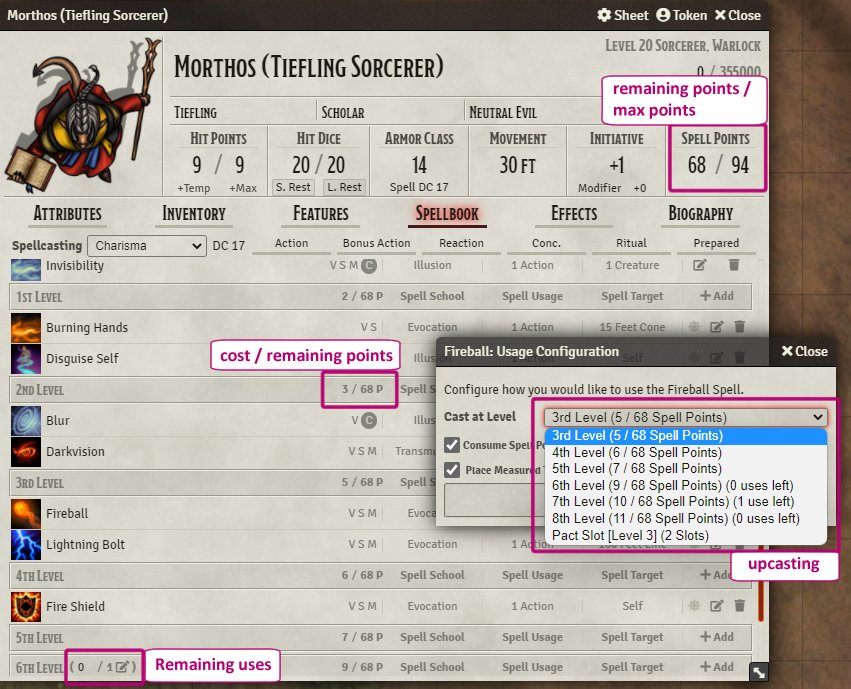 Morthos (Tiefling Sorcerer)
Sheet Token Close
Level 20 Sorcerer, Warlock
Morthos (Tiefling Sorcerer)
0 / 355000
remaining points /
max points
Tiefling Scholar Neutral Evil
Hit Points Hit Dice Armor Class Movement Initiative Spell Points
9 / 9 20 / 20 14 30 ft +1 68 / 94
+Temp +Max S. Rest L. Rest Spell DC 17 Modifier +0
Attributes Inventory Features Spellbook Effects Biography
Spellcasting Charisma DC 17 Action Bonus Action Reaction Conc. Ritual Prepared
Invisibility V S M C Illusion 1 Action 1 Creature
1st Level 2 / 68 P Spell School Spell Usage Spell Target + Add
Burning Hands V S Evocation 1 Action 15 Feet Cone
Disguise Self Self
cost / remaining points
Fireball: Usage Configuration Close
2nd Level 3 / 68 P Spell S
Configure how you would like to use the Fireball Spell.
Blur V C
Cast at Level 3rd Level (5 / 68 Spell Points)
3rd Level (5 / 68 Spell Points)
Consume Spell Po
Darkvision V S M Transmu
4th Level (6 / 68 Spell Points)
5th Level (7 / 68 Spell Points)
Place Measured T
3rd Level 5 / 68 P Spell S
6th Level (9 / 68 Spell Points) (0 uses left)
7th Level (10 / 68 Spell Points) (1 use left)
Fireball V S M Evoca
8th Level (11 / 68 Spell Points) (0 uses left)
Pact Slot [Level 3] (2 Slots)
Lightning Bolt V S M Evocation 1 Action 100 Feet Line
upcasting
4th Level 6 / 68 P Spell School Spell Usage Spell Target + Add
Fire Shield V S M Evocation 1 Action Self
5th Level 7 / 68 P Spell School Spell Usage Spell Target + Add
6th Level ( 0 / 1 ) Remaining uses 9 / 68 P Spell School Spell Usage Spell Target + Add